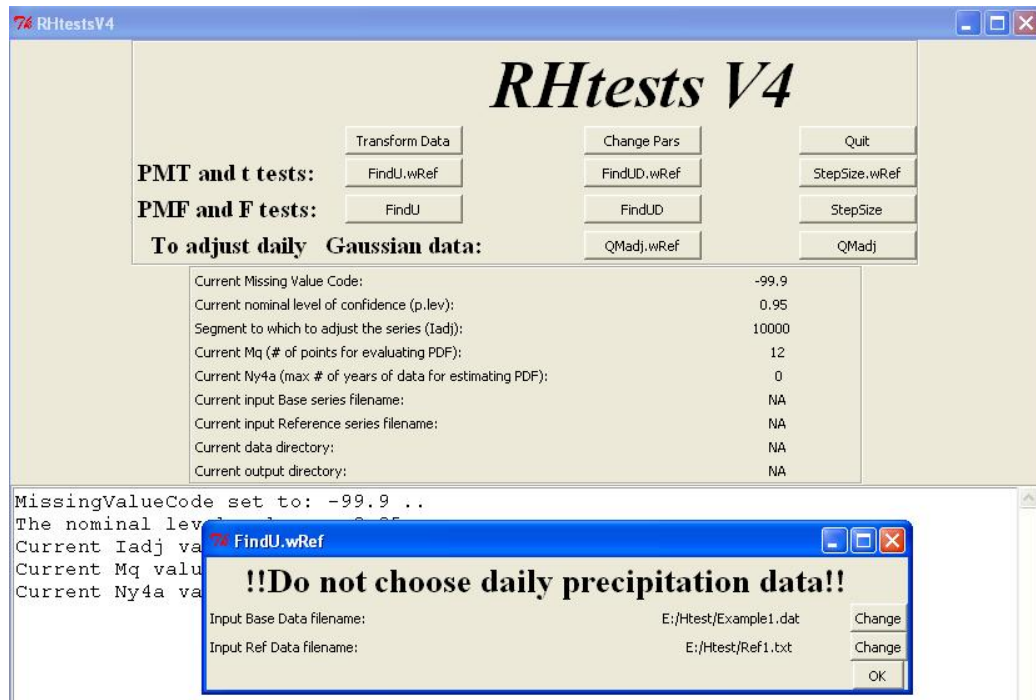 RHtestsV4
RHtests V4
Transform Data Change Pars Quit
PMT and t tests: FindU.wRef FindUD.wRef StepSize.wRef
PMF and F tests: FindU FindUD StepSize
To adjust daily Gaussian data: QMadj.wRef QMadj
Current Missing Value Code: -99.9
Current nominal level of confidence (p.lev): 0.95
Segment to which to adjust the series (Iadj): 10000
Current Mq (# of points for evaluating PDF): 12
Current Ny4a (max # of years of data for estimating PDF): 0
Current input Base series filename: NA
Current input Reference series filename: NA
Current data directory: NA
Current output directory: NA
MissingValueCode set to: -99.9 ..
The nominal lev
Current Iadj va
Current Mq valu
Current Ny4a va
FindU.wRef
!!Do not choose daily precipitation data!!
Input Base Data filename: E:/Htest/Example1.dat Change
Input Ref Data filename: E:/Htest/Ref1.txt Change
OK